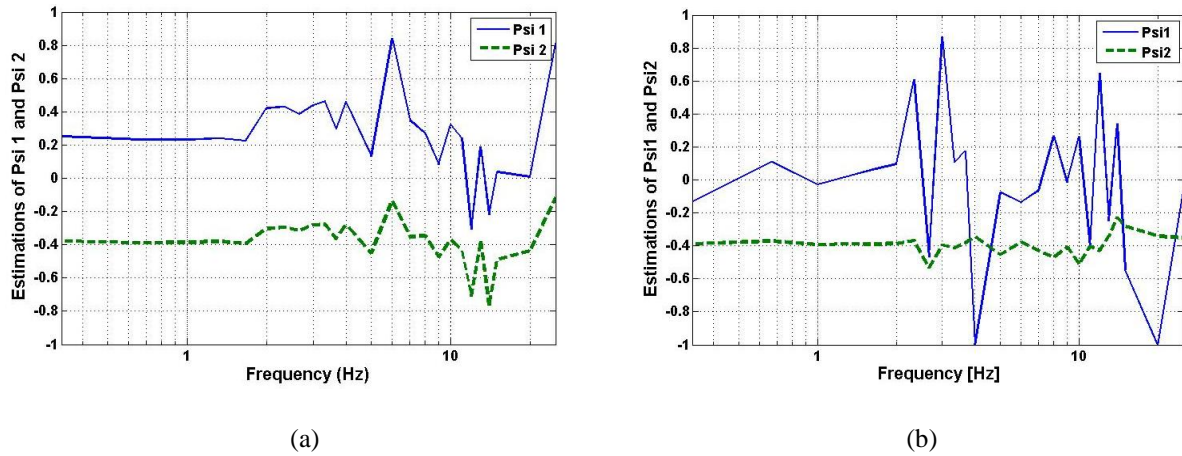 1
0.8
0.6
0.4
0.2
0
-0.2
-0.4
-0.6
-0.8
-1
Estimations of Psi 1 and Psi 2
Psi 1
Psi 2
1
10
Frequency (Hz)
(a)
1
0.8
0.6
0.4
0.2
0
-0.2
-0.4
-0.6
-0.8
-1
Estimations of Psi1 and Psi2
Psi1
Psi2
1
10
Frequency [Hz]
(b)